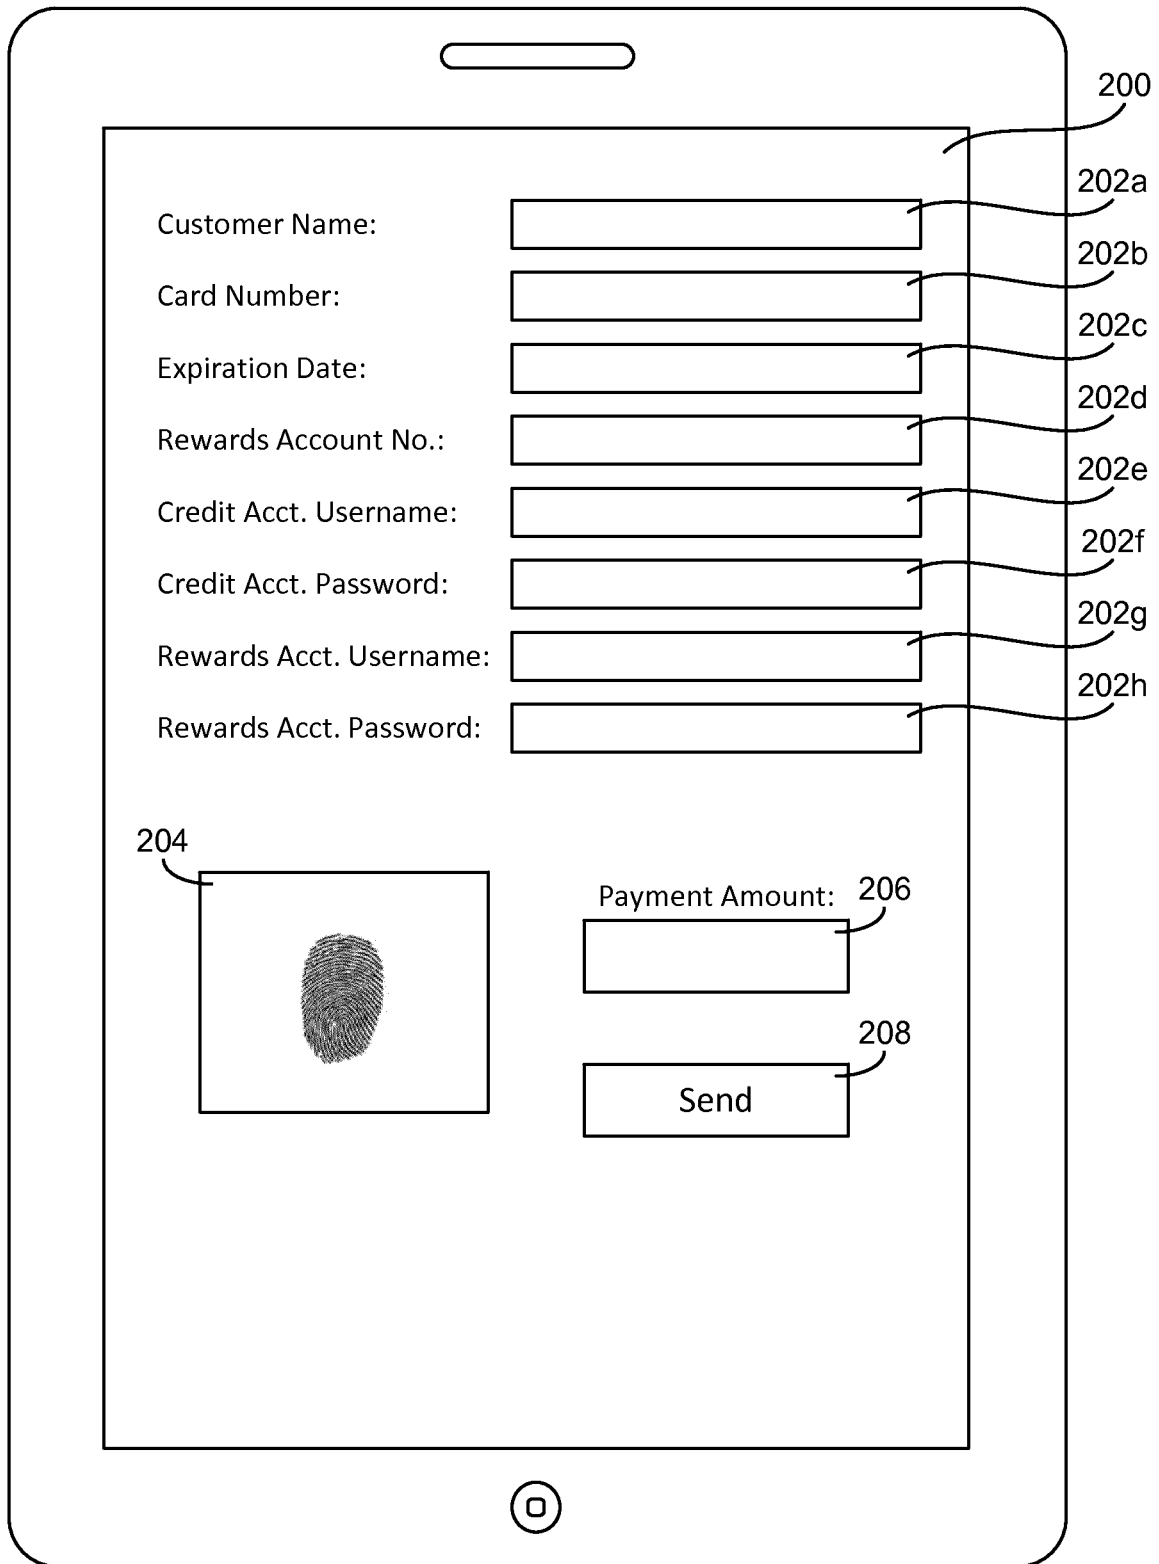 200
Customer Name: 202a
Card Number: 202b
Expiration Date: 202c
Rewards Account No.: 202d
Credit Acct. Username: 202e
Credit Acct. Password: 202f
Rewards Acct. Username: 202g
Rewards Acct. Password: 202h
204
Payment Amount: 206
208
Send